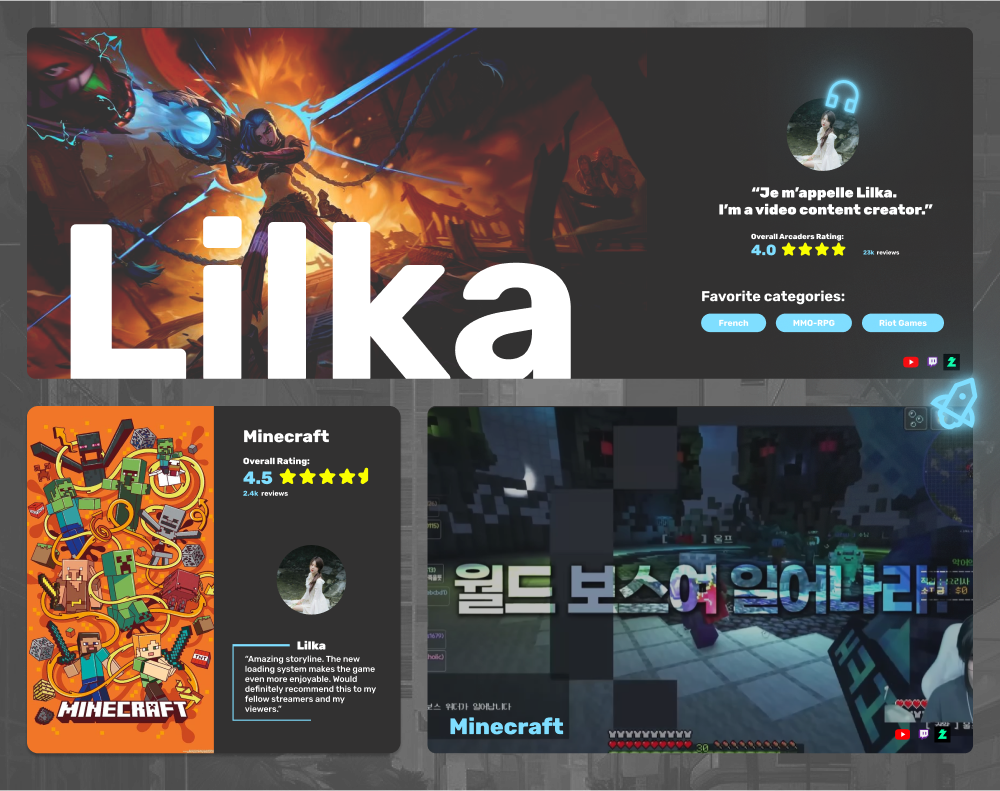 Lilka
“Je m’appelle Lilka.
I’m a video content creator.”
Overall Arcaders Rating:
4.0
23k reviews
Favorite categories:
French
MMO-RPG
Riot Games
Minecraft
Overall Rating:
4.5
2.4k reviews
Lilka
“Amazing storyline. The new
loading system makes the game
even more enjoyable. Would
definitely recommend this to my
fellow streamers and my
viewers.”
TNT
MINECRAFT
월드 보스여 일어나라!!
Minecraft
30